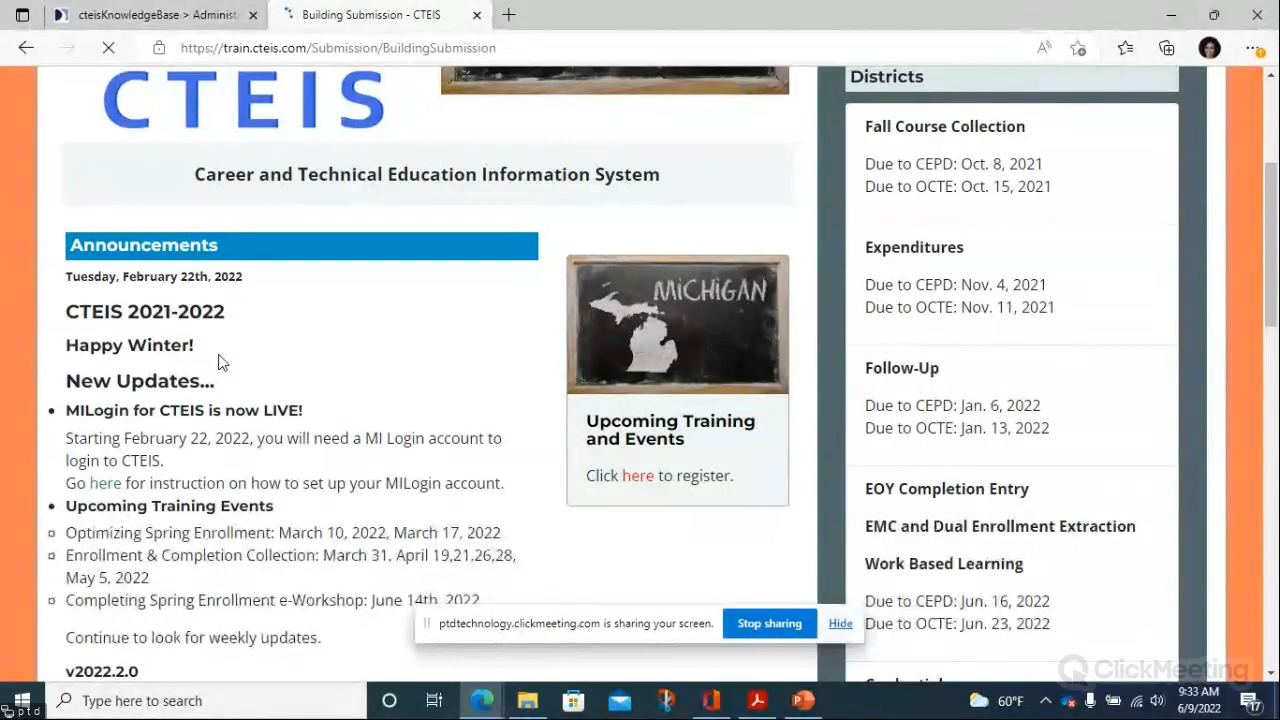 cteisKnowledgeBase > Administ
Building Submission - CTEIS
https://train.cteis.com/Submission/BuildingSubmission
CTEIS
Career and Technical Education Information System
Announcements
Tuesday, February 22th, 2022
CTEIS 2021-2022
Happy Winter!
New Updates...
MILogin for CTEIS is now LIVE!
Starting February 22, 2022, you will need a MI Login account to
login to CTEIS.
Go here for instruction on how to set up your MILogin account.
Upcoming Training Events
Optimizing Spring Enrollment: March 10, 2022, March 17, 2022
Enrollment & Completion Collection: March 31, April 19,21,26,28,
May 5, 2022
Completing Spring Enrollment e-Workshop: June 14th, 2022
Continue to look for weekly updates.
v2022.2.0
MICHIGAN
Upcoming Training
and Events
Click here to register.
Districts
Fall Course Collection
Due to CEPD: Oct. 8, 2021
Due to OCTE: Oct. 15, 2021
Expenditures
Due to CEPD: Nov. 4, 2021
Due to OCTE: Nov. 11, 2021
Follow-Up
Due to CEPD: Jan. 6, 2022
Due to OCTE: Jan. 13, 2022
EOY Completion Entry
EMC and Dual Enrollment Extraction
Work Based Learning
Due to CEPD: Jun. 16, 2022
Due to OCTE: Jun. 23, 2022
ptdtechnology.clickmeeting.com is sharing your screen.
Stop sharing
Hide
ClickMeeting
Type here to search
60°F
9:33 AM
6/9/2022
17
ptd